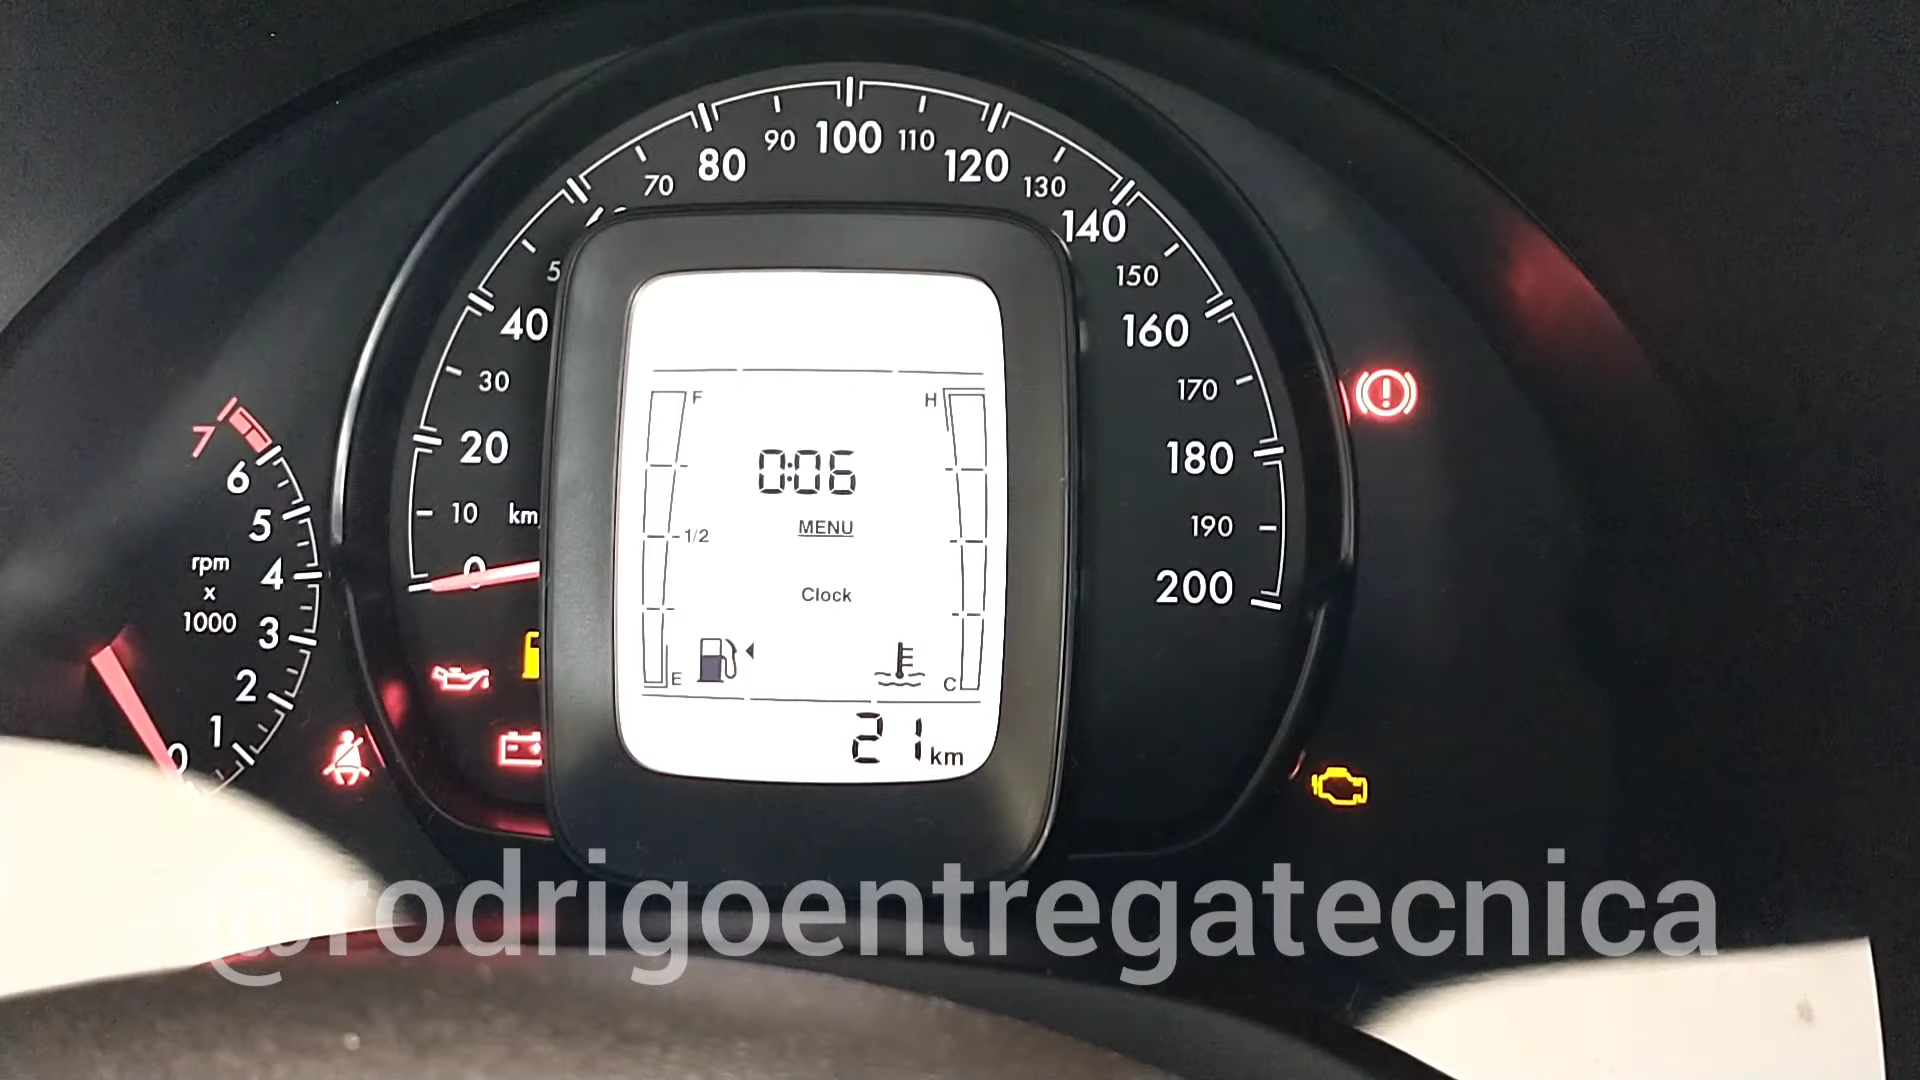 80 90 100 110 120
70 130
140
5 150
40 160
30 170
20 180
10 km 190
0 200
7
6
5
rpm 4
x
1000 3
2
1
0
F H
0:06
MENU
1/2
Clock
E C
21 km
@rodrigoentregatecnica